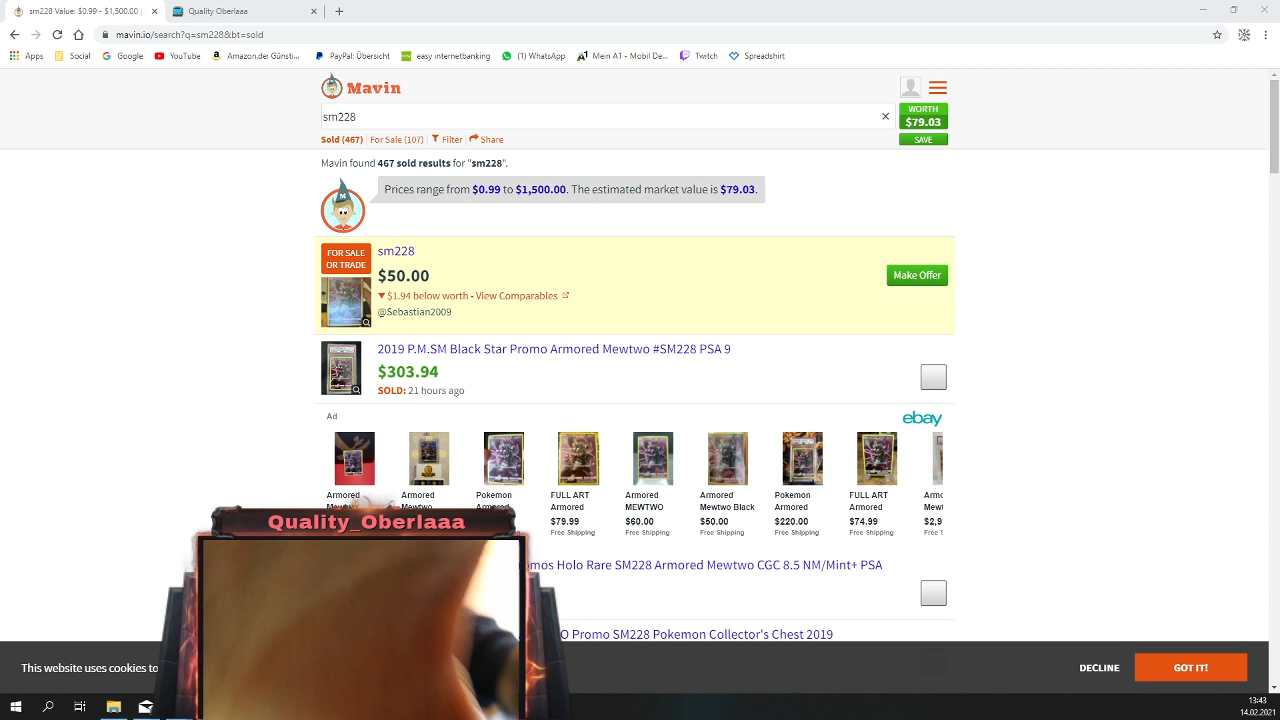 sm228 Value: $0.99 - $1,500.00
Quality Oberlaaa
mavin.io/search?q=sm228&bt=sold
Apps Social Google YouTube Amazon.de: Günsti... PayPal: Übersicht easy internetbanking (1) WhatsApp Mein A1 - Mobil De... Twitch Spreadshirt
Mavin
sm228
WORTH
$79.03
Sold (467) For Sale (107) Filter Share
SAVE
Mavin found 467 sold results for "sm228".
Prices range from $0.99 to $1,500.00. The estimated market value is $79.03.
FOR SALE
OR TRADE
sm228
$50.00
▼ $1.94 below worth - View Comparables
@Sebastian2009
Make Offer
2019 P.M.SM Black Star Promo Armored Mewtwo #SM228 PSA 9
$303.94
SOLD: 21 hours ago
Ad
ebay
Armored Armored Pokemon FULL ART Armored Armored Pokemon FULL ART
Armored Armored MEWTWO Mewtwo Black Armored Armored
$79.99 $60.00 $50.00 $220.00 $74.99 $2,9
Free Shipping Free Shipping Free Shipping Free Shipping Free Shipping Free S
Quality_Oberlaaa
Holo Rare SM228 Armored Mewtwo CGC 8.5 NM/Mint+ PSA
Promo SM228 Pokemon Collector's Chest 2019
This website uses cookies to
DECLINE
GOT IT!
13:43
14.02.2021